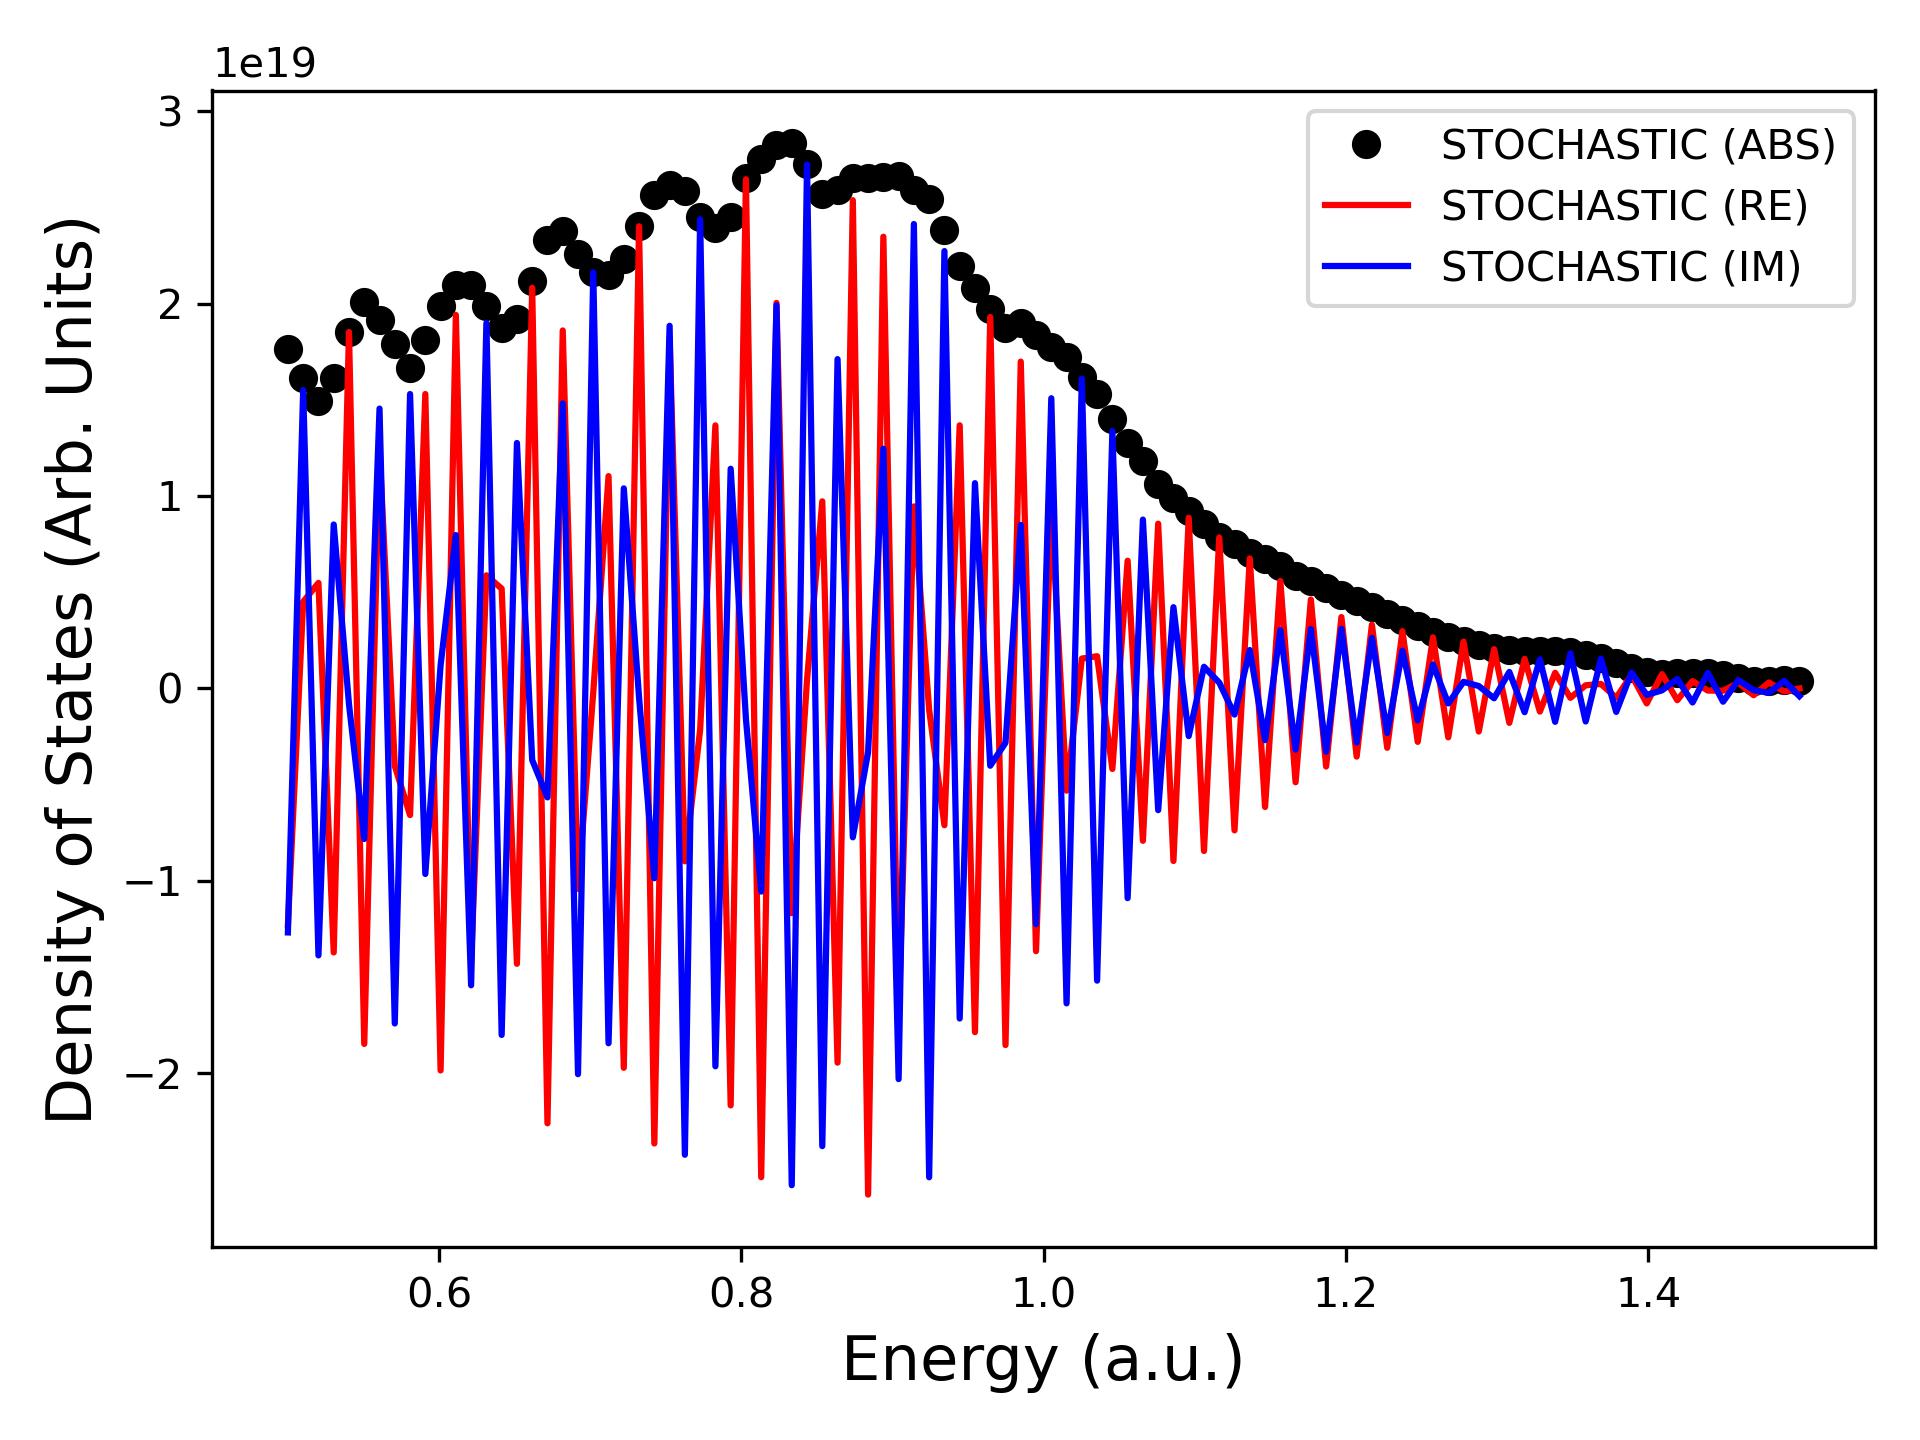 1e19
3
2
1
0
−1
−2
Density of States (Arb. Units)
STOCHASTIC (ABS)
STOCHASTIC (RE)
STOCHASTIC (IM)
0.6 0.8 1.0 1.2 1.4
Energy (a.u.)